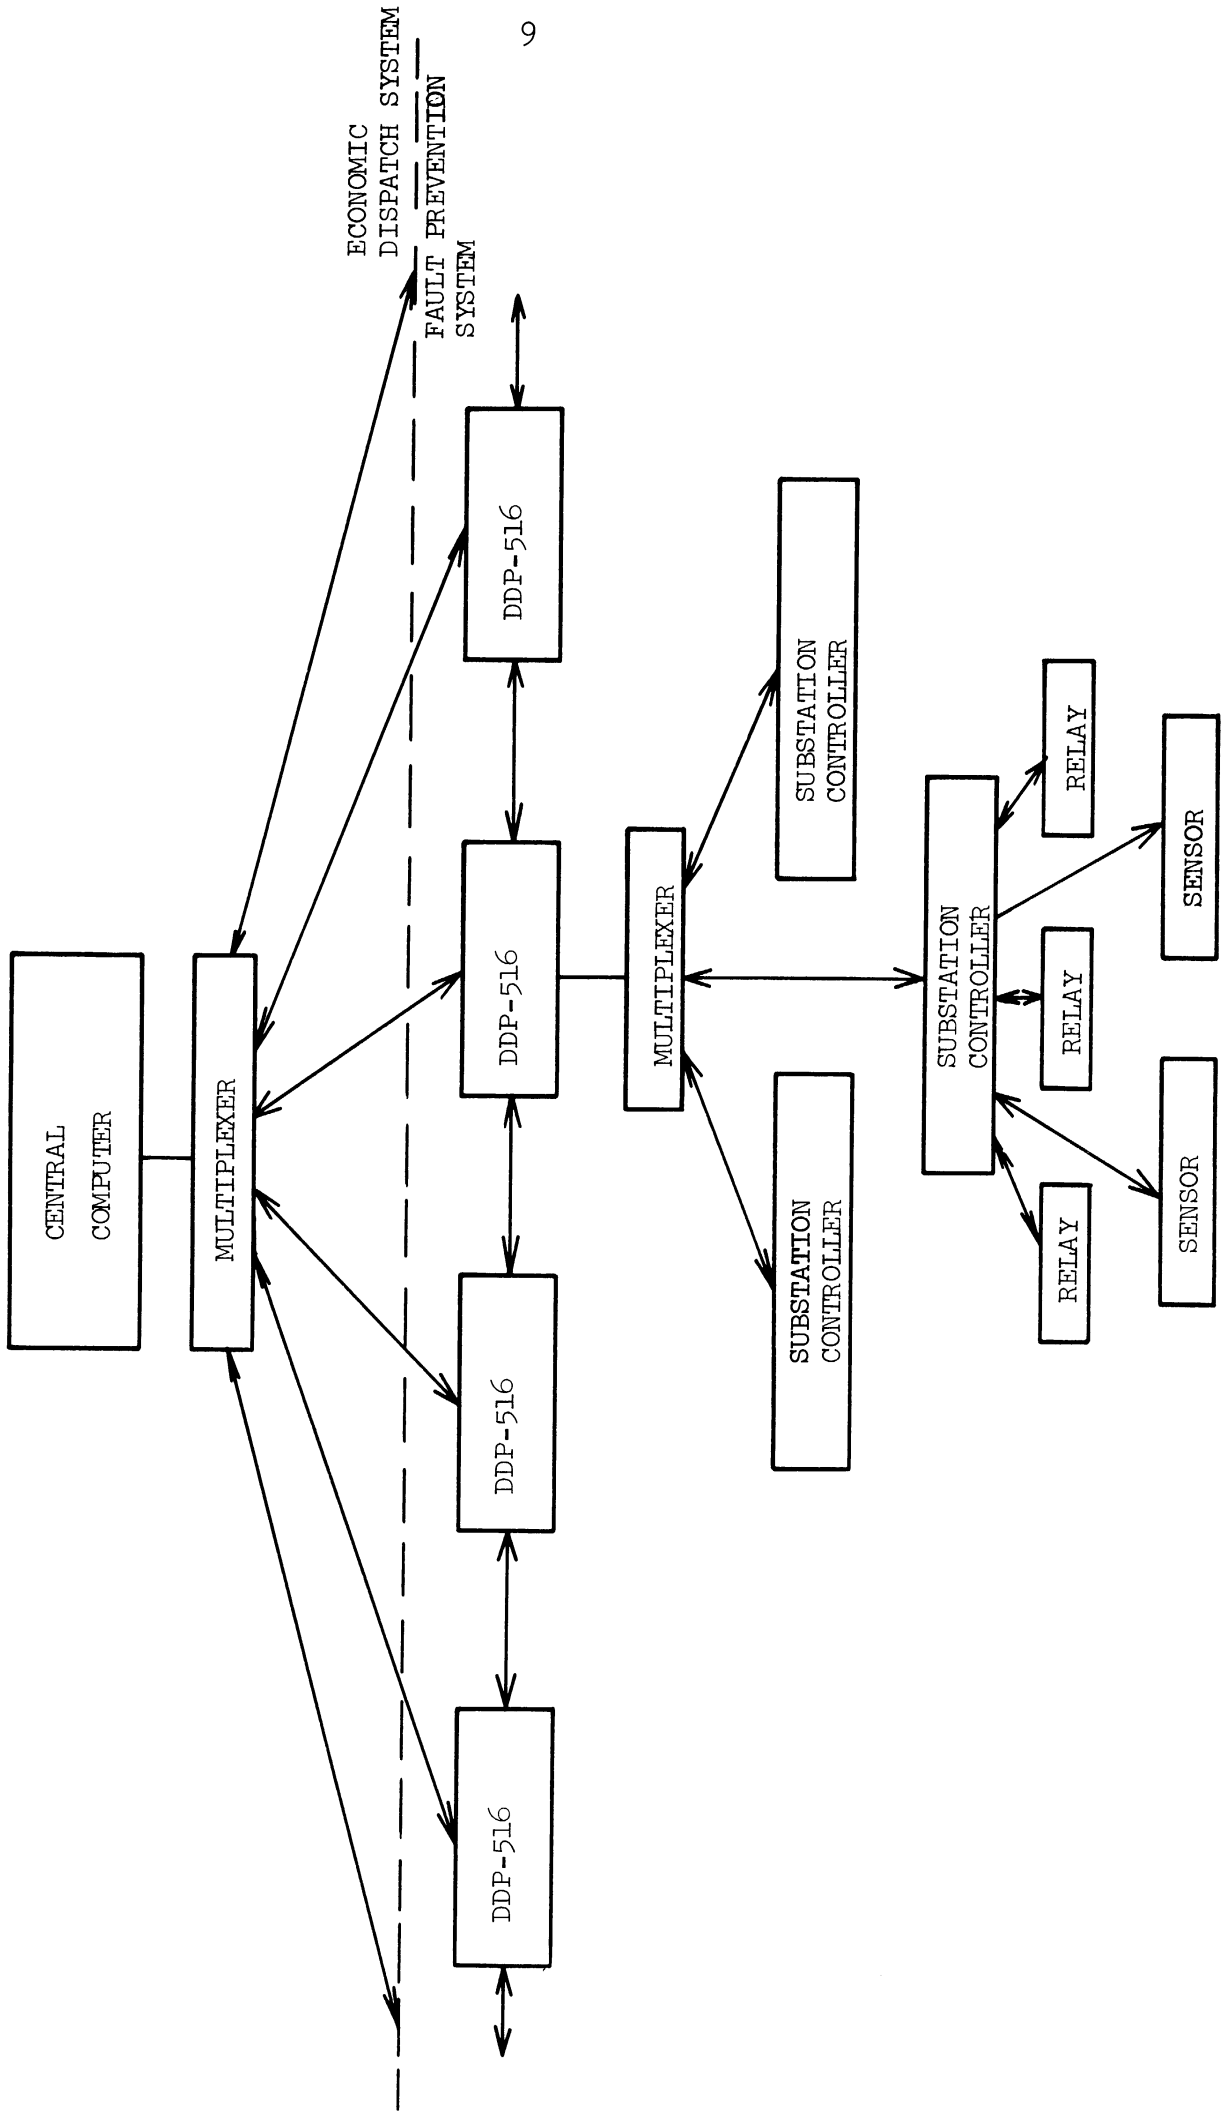 9
ECONOMIC
DISPATCH SYSTEM
FAULT PREVENTION
SYSTEM
CENTRAL
COMPUTER
MULTIPLEXER
DDP-516
DDP-516
DDP-516
DDP-516
MULTIPLEXER
SUBSTATION
CONTROLLER
SUBSTATION
CONTROLLER
SUBSTATION
CONTROLLER
RELAY
RELAY
RELAY
SENSOR
SENSOR